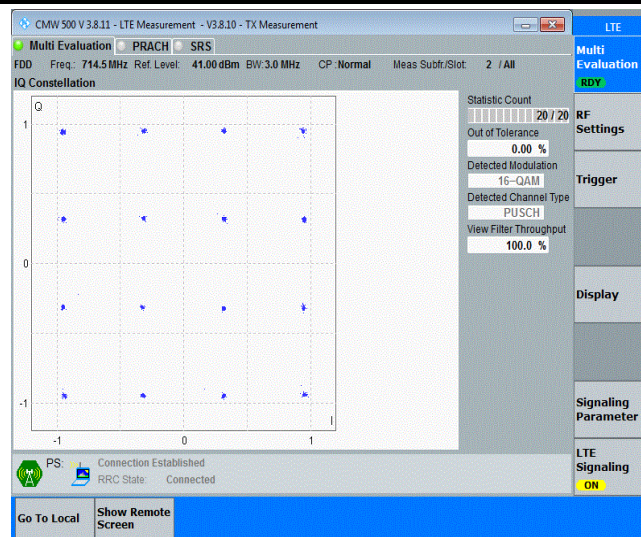 CMW 500 V 3.8.11 - LTE Measurement - V3.8.10 - TX Measurement
LTE
Multi Evaluation PRACH SRS
Multi Evaluation
RDY
FDD Freq.: 714.5 MHz Ref. Level: 41.00 dBm BW: 3.0 MHz CP : Normal Meas Subfr./Slot: 2 / All
IQ Constellation
Q
1
0
-1
-1 0 1
I
Statistic Count
20 / 20
Out of Tolerance
0.00 %
Detected Modulation
16-QAM
Detected Channel Type
PUSCH
View Filter Throughput
100.0 %
RF
Settings
Trigger
Display
Signaling
Parameter
LTE
Signaling
ON
PS: Connection Established
RRC State: Connected
Go To Local
Show Remote
Screen